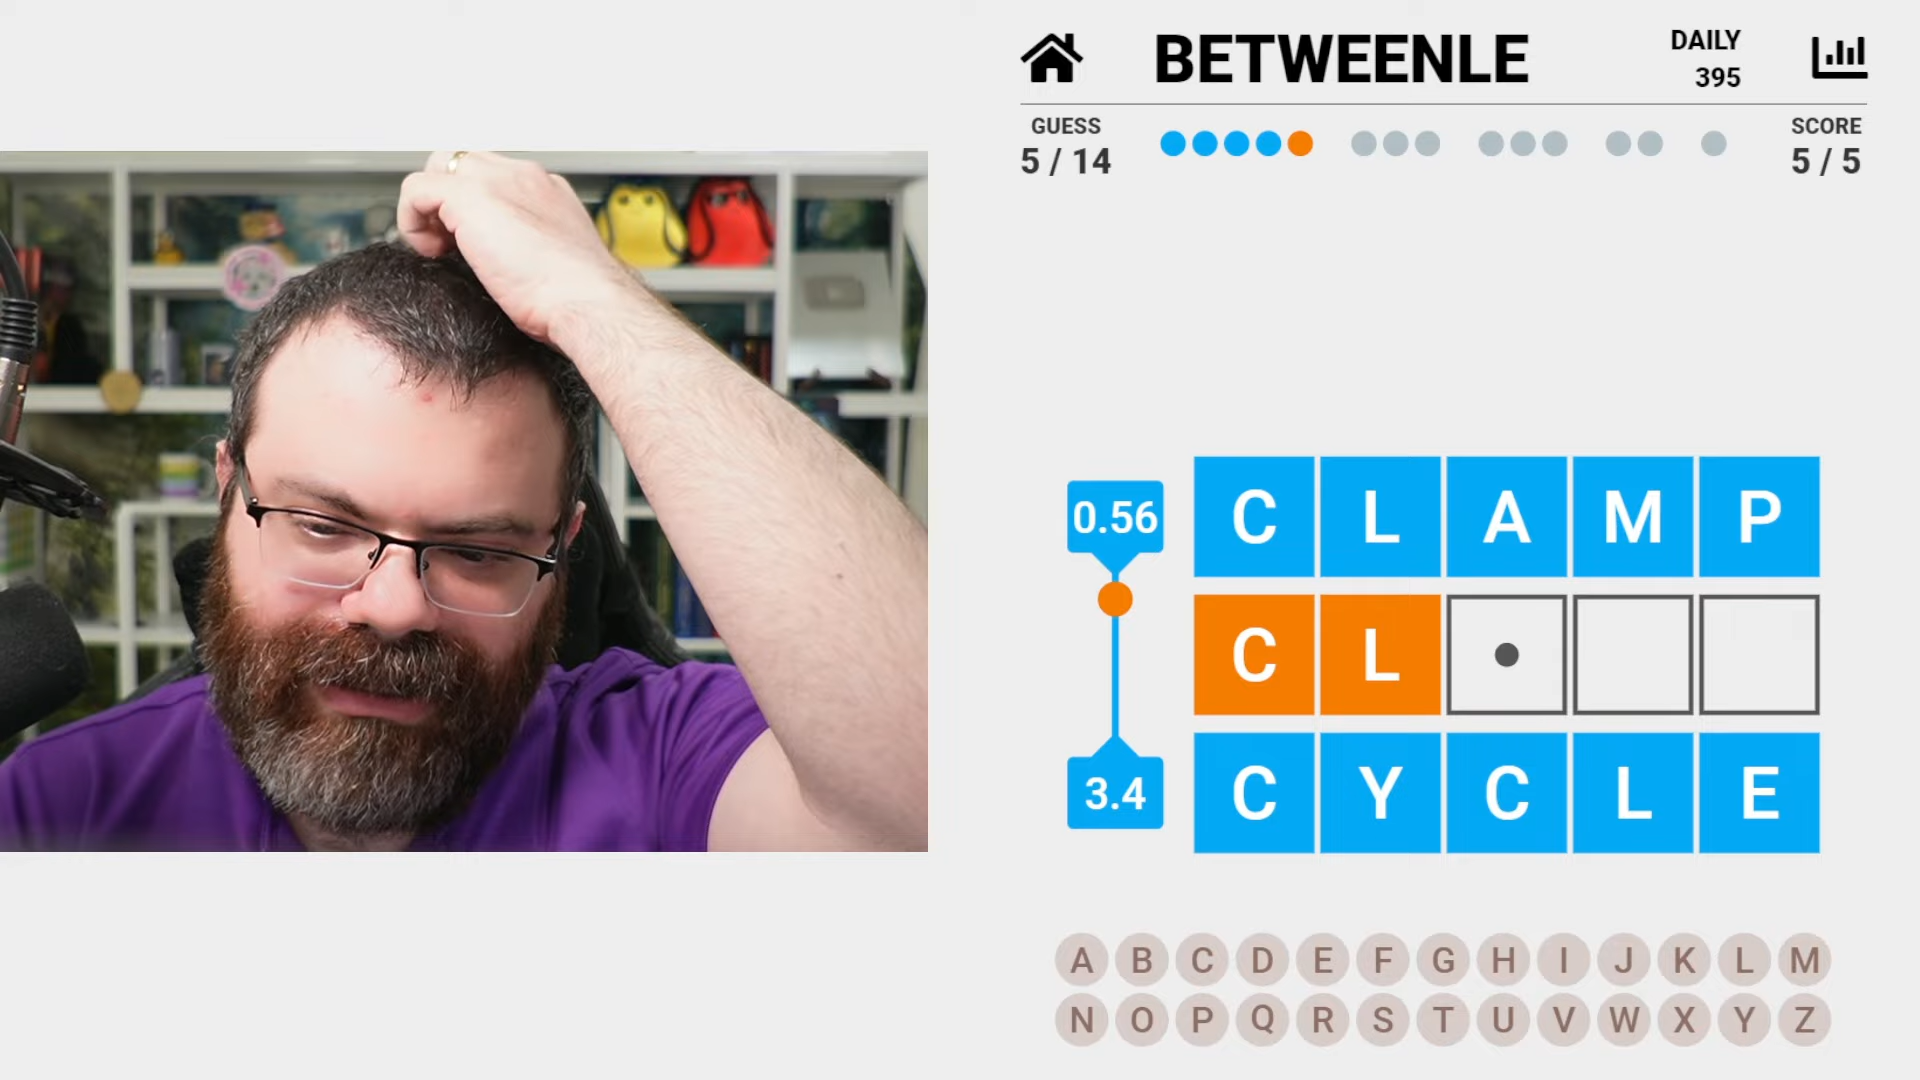 BETWEENLE
DAILY
395
GUESS
5 / 14
SCORE
5 / 5
0.56
C L A M P
C L
3.4
C Y C L E
A B C D E F G H I J K L M
N O P Q R S T U V W X Y Z